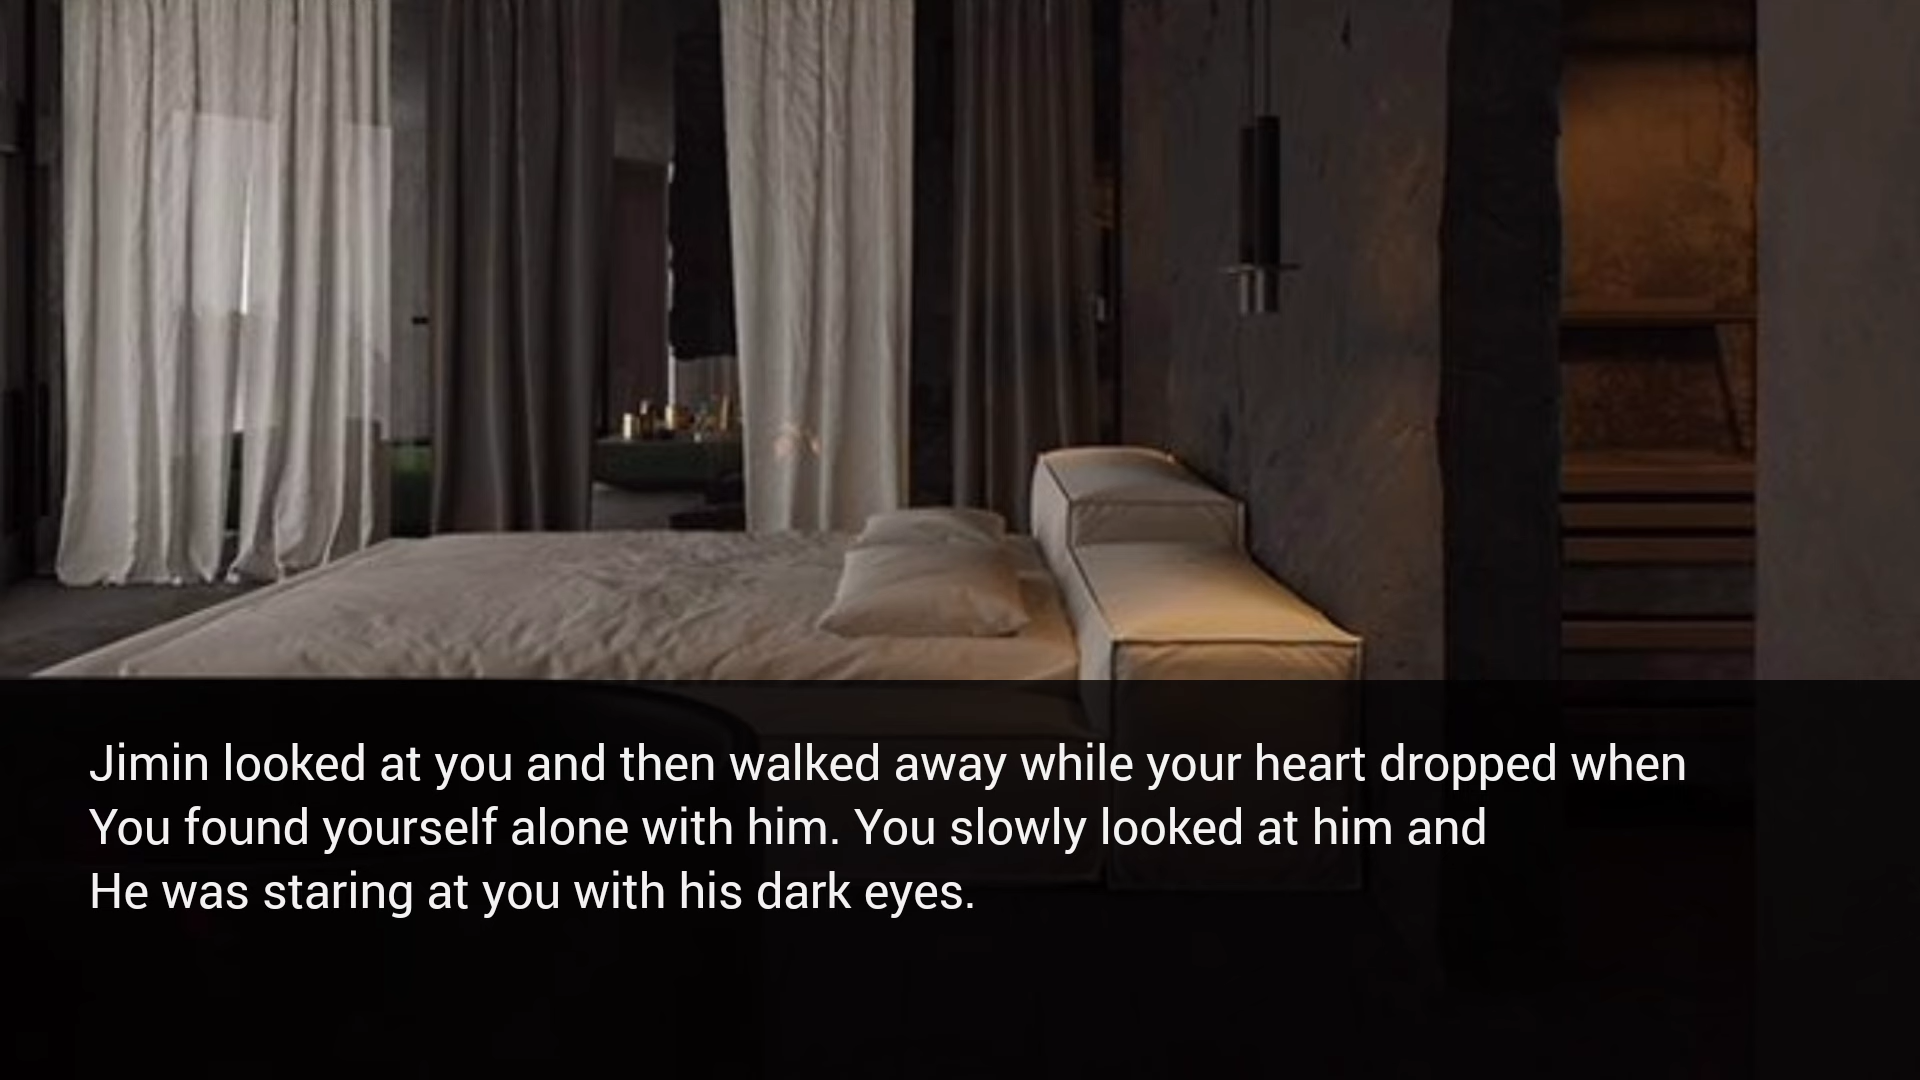 Jimin looked at you and then walked away while your heart dropped when
You found yourself alone with him. You slowly looked at him and
He was staring at you with his dark eyes.